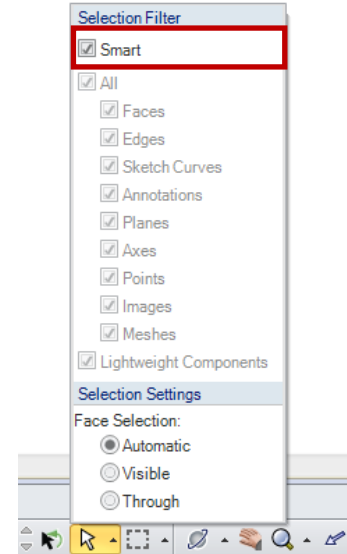 Selection Filter
Smart
All
Faces
Edges
Sketch Curves
Annotations
Planes
Axes
Points
Images
Meshes
Lightweight Components
Selection Settings
Face Selection:
Automatic
Visible
Through